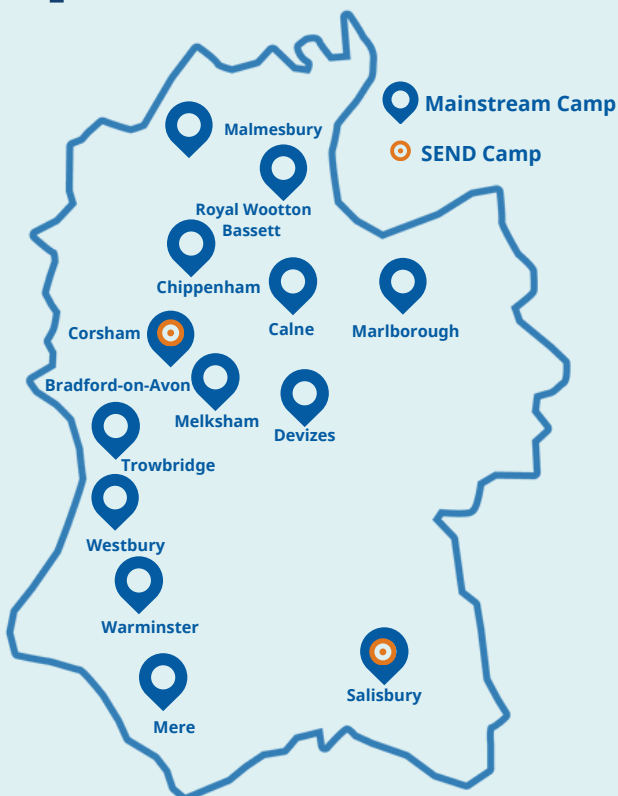 Mainstream Camp
SEND Camp
Malmesbury
Royal Wootton
Bassett
Chippenham
Calne
Marlborough
Corsham
Bradford-on-Avon
Melksham
Devizes
Trowbridge
Westbury
Warminster
Salisbury
Mere